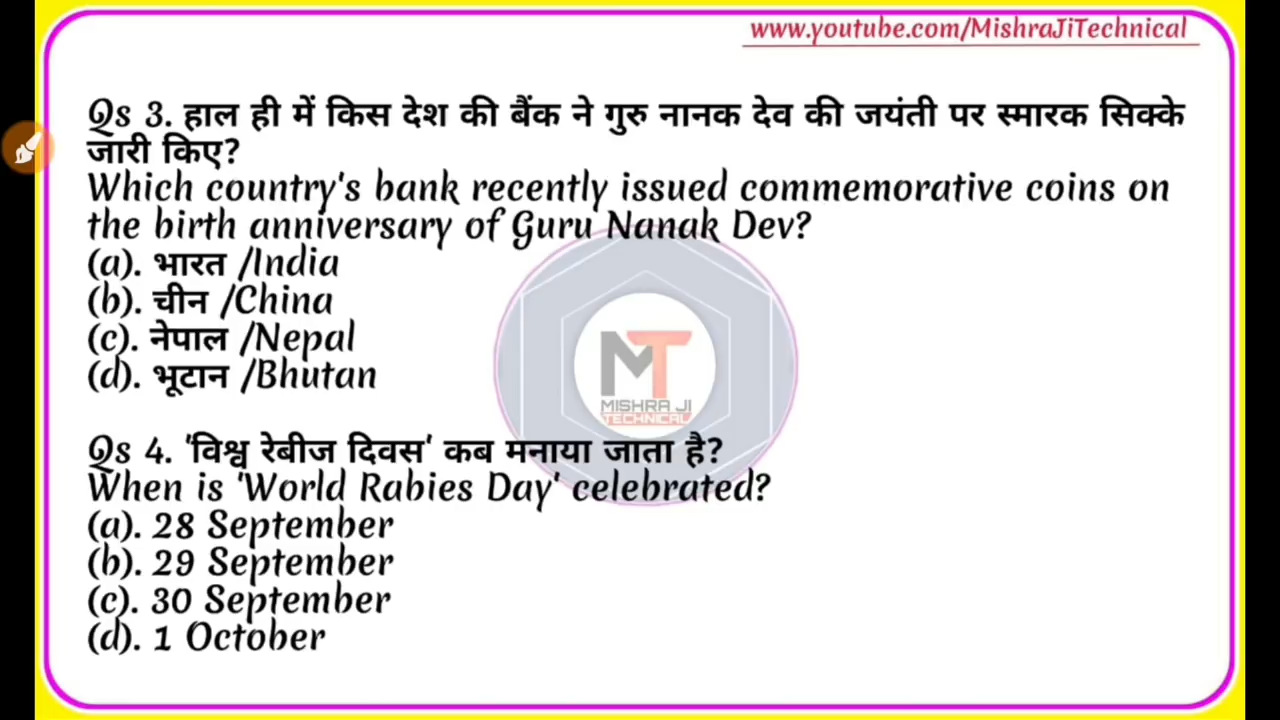 www.youtube.com/MishraJiTechnical
Qs 3. हाल ही में किस देश की बैंक ने गुरु नानक देव की जयंती पर स्मारक सिक्के
जारी किए?
Which country's bank recently issued commemorative coins on
the birth anniversary of Guru Nanak Dev?
(a). भारत /India
(b). चीन /China
(c). नेपाल /Nepal
(d). भूटान /Bhutan
MT
MISHRA JI
TECHNICAL
Qs 4. 'विश्व रेबीज दिवस' कब मनाया जाता है?
When is 'World Rabies Day' celebrated?
(a). 28 September
(b). 29 September
(c). 30 September
(d). 1 October